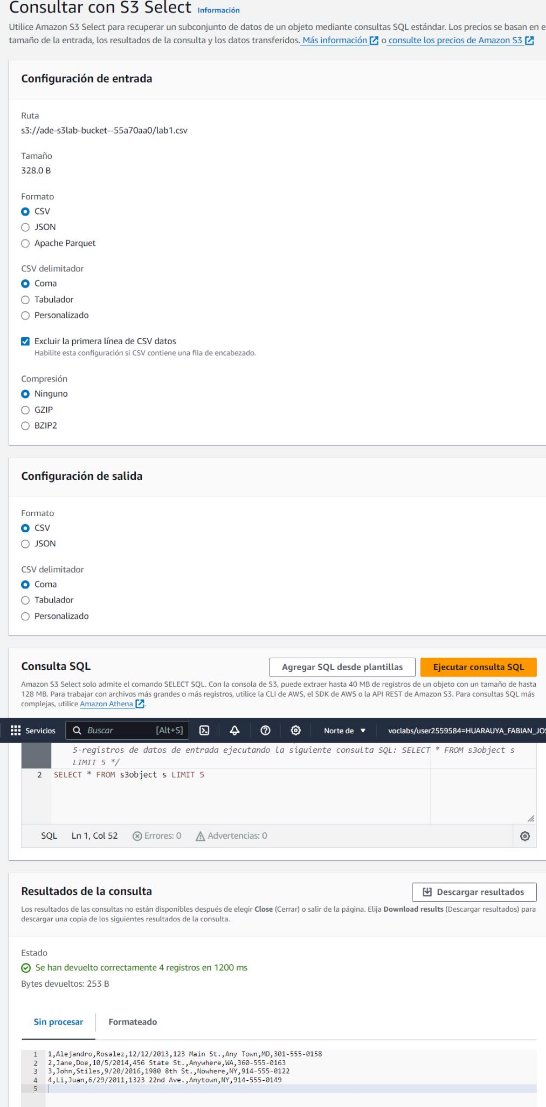 Consultar con S3 Select Información
Utilice Amazon S3 Select para recuperar un subconjunto de datos de un objeto mediante consultas SQL estándar. Los precios se basan en e
tamaño de la entrada, los resultados de la consulta y los datos transferidos. Más información o consulte los precios de Amazon S3
Configuración de entrada
Ruta
s3://ade-s3lab-bucket--55a70aa0/lab1.csv
Tamaño
328.0 B
Formato
CSV
JSON
Apache Parquet
CSV delimitador
Coma
Tabulador
Personalizado
Excluir la primera línea de CSV datos
Habilite esta configuración si CSV contiene una fila de encabezado.
Compresión
Ninguno
GZIP
BZIP2
Configuración de salida
Formato
CSV
JSON
CSV delimitador
Coma
Tabulador
Personalizado
Consulta SQL Agregar SQL desde plantillas Ejecutar consulta SQL
Amazon S3 Select solo admite el comando SELECT SQL. Con la consola de S3, puede extraer hasta 40 MB de registros de un objeto con un tamaño de hasta
128 MB. Para trabajar con archivos más grandes o más registros, utilice la CLI de AWS, el SDK de AWS o la API REST de Amazon S3. Para consultas SQL más
complejas, utilice Amazon Athena.
Servicios Buscar [Alt+S] Norte de voclabs/user2559584=HUARAUYA_FABIAN_JOS
5 registros de datos de entrada ejecutando la siguiente consulta SQL: SELECT * FROM s3object s
LIMIT 5 */
2 SELECT * FROM s3object s LIMIT 5
SQL Ln 1, Col 52 Errores: 0 Advertencias: 0
Resultados de la consulta Descargar resultados
Los resultados de las consultas no están disponibles después de elegir Close (Cerrar) o salir de la página. Elija Download results (Descargar resultados) para
descargar una copia de los siguientes resultados de la consulta.
Estado
Se han devuelto correctamente 4 registros en 1200 ms
Bytes devueltos: 253 B
Sin procesar Formateado
1 1,Alejandro,Rosalez,12/12/2013,123 Main St.,Any Town,MD,301-555-0158
2 2,Jane,Doe,10/5/2014,456 State St.,Anywhere,WA,360-555-0163
3 3,John,Stiles,9/20/2016,1980 8th St.,Nowhere,NY,914-555-0122
4 4,Li,Juan,6/29/2011,1323 22nd Ave.,Anytown,NY,914-555-0149
5